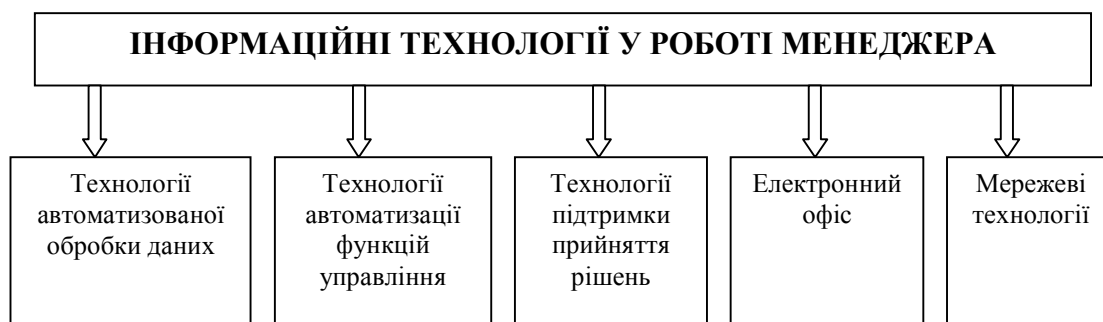 ІНФОРМАЦІЙНІ ТЕХНОЛОГІЇ У РОБОТІ МЕНЕДЖЕРА
Технології
автоматизованої
обробки даних
Технології
автоматизації
функцій
управління
Технології
підтримки
прийняття
рішень
Електронний
офіс
Мережеві
технології